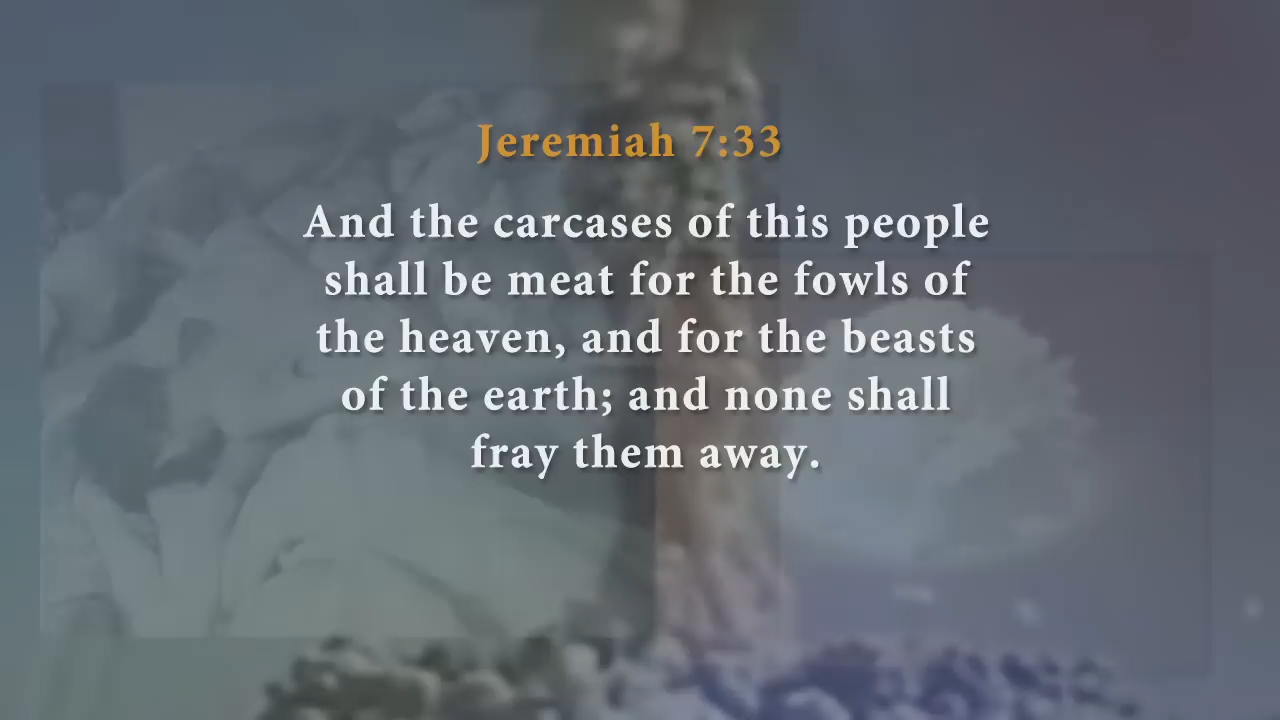 Jeremiah 7:33
And the carcases of this people
shall be meat for the fowls of
the heaven, and for the beasts
of the earth; and none shall
fray them away.